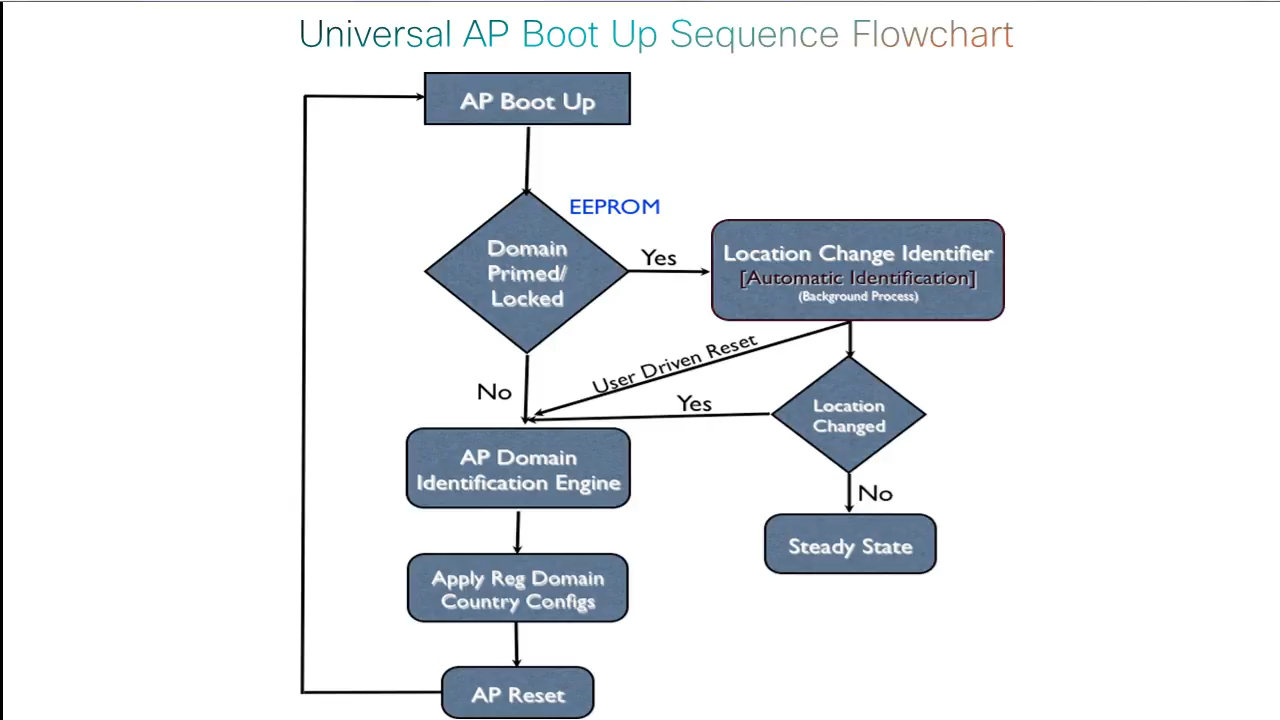 Universal AP Boot Up Sequence Flowchart
AP Boot Up
EEPROM
Domain
Primed/
Locked
Yes
Location Change Identifier
[Automatic Identification]
(Background Process)
User Driven Reset
No
Yes
Location
Changed
AP Domain
Identification Engine
No
Steady State
Apply Reg Domain
Country Configs
AP Reset